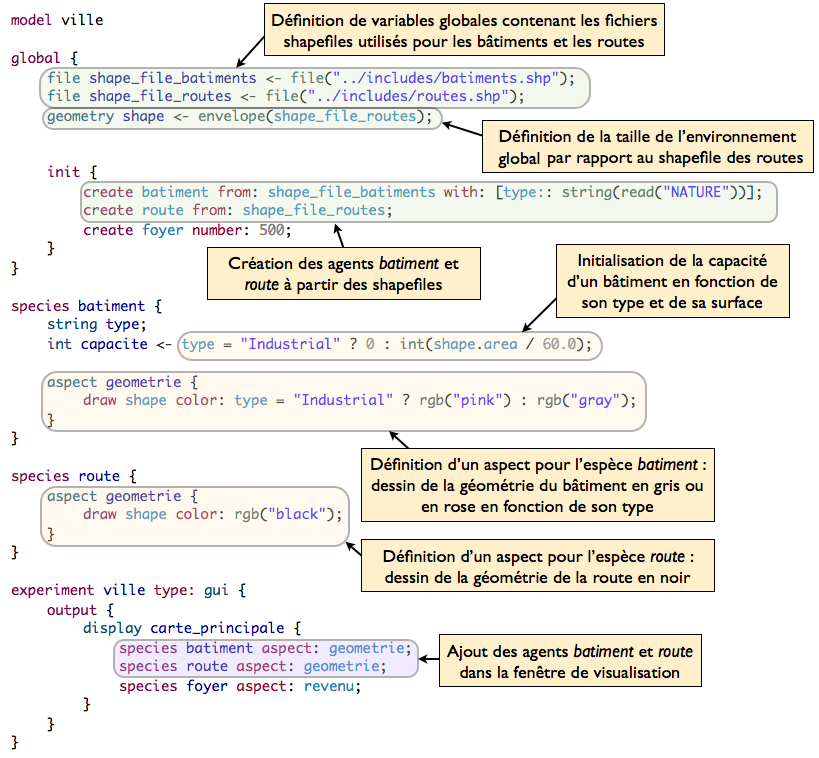 model ville
Définition de variables globales contenant les fichiers
shapefiles utilisés pour les bâtiments et les routes
global {
file shape_file_batiments <- file("../includes/batiments.shp");
file shape_file_routes <- file("../includes/routes.shp");
geometry shape <- envelope(shape_file_routes);
Définition de la taille de l'environnement
global par rapport au shapefile des routes
init {
create batiment from: shape_file_batiments with: [type:: string(read("NATURE"))];
create route from: shape_file_routes;
create foyer number: 500;
}
}
Création des agents batiment et
route à partir des shapefiles
Initialisation de la capacité
d'un bâtiment en fonction de
son type et de sa surface
species batiment {
string type;
int capacite <- type = "Industrial" ? 0 : int(shape.area / 60.0);
aspect geometrie {
draw shape color: type = "Industrial" ? rgb("pink") : rgb("gray");
}
}
Définition d'un aspect pour l'espèce batiment :
dessin de la géométrie du bâtiment en gris ou
en rose en fonction de son type
species route {
aspect geometrie {
draw shape color: rgb("black");
}
}
Définition d'un aspect pour l'espèce route :
dessin de la géométrie de la route en noir
experiment ville type: gui {
output {
display carte_principale {
species batiment aspect: geometrie;
species route aspect: geometrie;
species foyer aspect: revenu;
}
}
}
Ajout des agents batiment et route
dans la fenêtre de visualisation